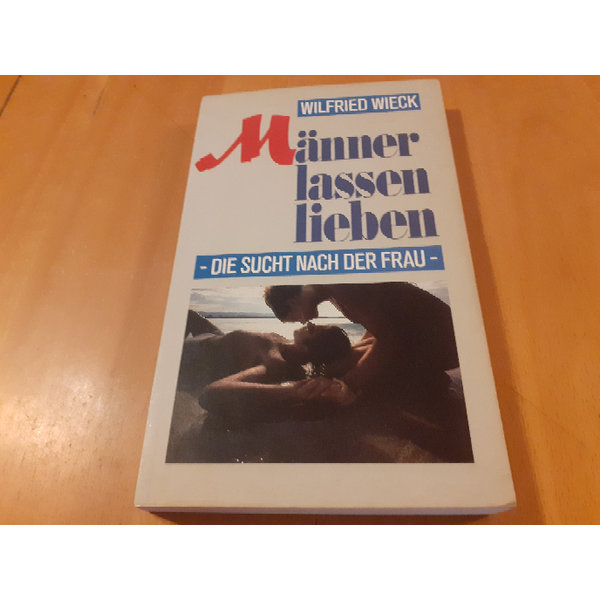 WILFRIED WIECK
Männer
lassen
lieben
- DIE SUCHT NACH DER FRAU -